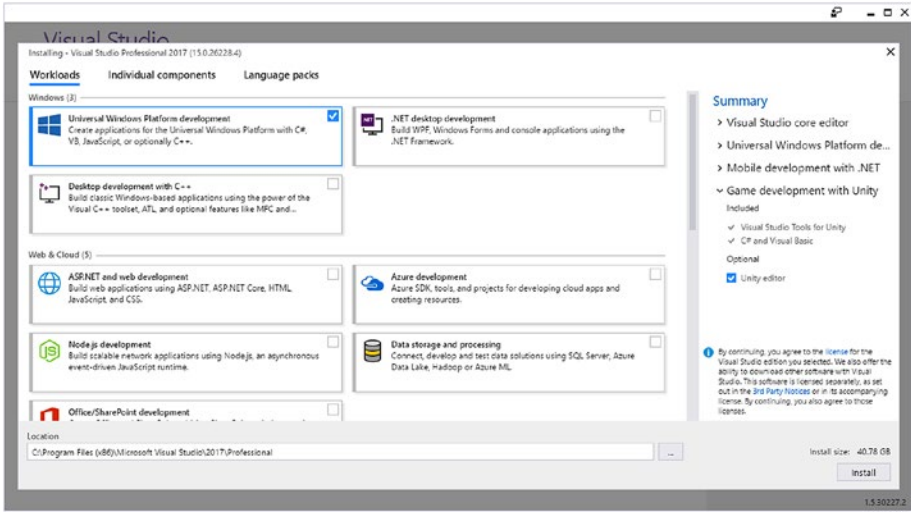 Visual Studio
Installing - Visual Studio Professional 2017 (15.0.26228.4)
Workloads Individual components Language packs
Windows (3)
Universal Windows Platform development
Create applications for the Universal Windows Platform with C#,
VB, JavaScript, or optionally C++.
.NET desktop development
Build WPF, Windows Forms and console applications using the
.NET Framework.
Desktop development with C++
Build classic Windows-based applications using the power of the
Visual C++ toolset, ATL, and optional features like MFC and...
Web & Cloud (5)
ASP.NET and web development
Build web applications using ASP.NET, ASP.NET Core, HTML,
JavaScript, and CSS.
Azure development
Azure SDK, tools, and projects for developing cloud apps and
creating resources.
Node.js development
Build scalable network applications using Node.js, an asynchronous
event-driven JavaScript runtime.
Data storage and processing
Connect, develop and test data solutions using SQL Server, Azure
Data Lake, Hadoop or Azure ML.
Office/SharePoint development
Summary
Visual Studio core editor
Universal Windows Platform de...
Mobile development with .NET
Game development with Unity
Included
Visual Studio Tools for Unity
C# and Visual Basic
Optional
Unity editor
By continuing, you agree to the license for the
Visual Studio edition you selected. We also offer the
ability to download other software with Visual
Studio. This software is licensed separately, as set
out in the 3rd Party Notices or in its accompanying
license. By continuing, you also agree to those
licenses.
Location
C:\Program Files (x86)\Microsoft Visual Studio\2017\Professional
...
Install size: 40.78 GB
Install
1.5.30227.2